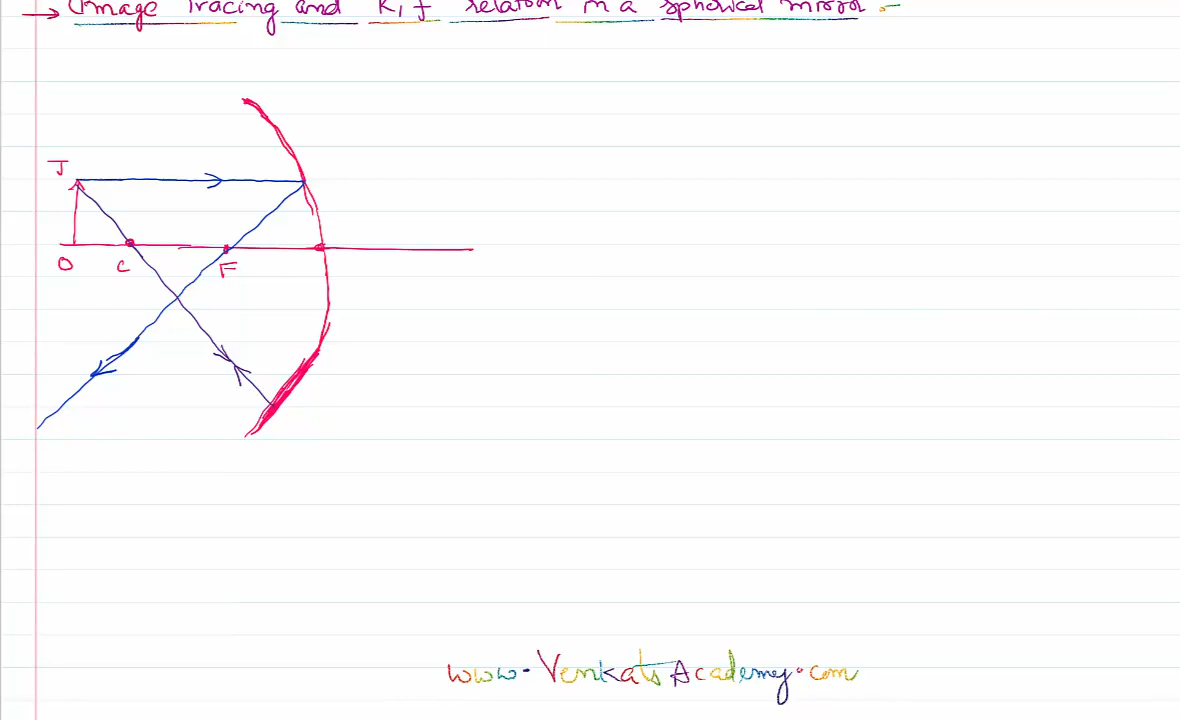 → Image Tracing and R, f relation in a spherical mirror :-
J
O C F
www.VenkatsAcademy.com